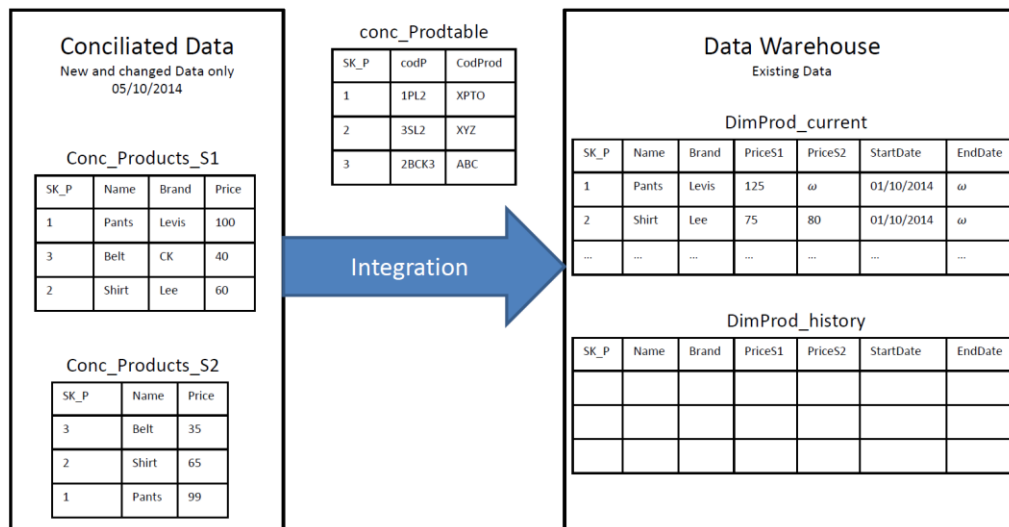 Conciliated Data
New and changed Data only
05/10/2014
Conc_Products_S1
SK_P Name Brand Price
1 Pants Levis 100
3 Belt CK 40
2 Shirt Lee 60
Conc_Products_S2
SK_P Name Price
3 Belt 35
2 Shirt 65
1 Pants 99
conc_Prodtable
SK_P codP CodProd
1 1PL2 XPTO
2 3SL2 XYZ
3 2BCK3 ABC
Integration
Data Warehouse
Existing Data
DimProd_current
SK_P Name Brand PriceS1 PriceS2 StartDate EndDate
1 Pants Levis 125 ω 01/10/2014 ω
2 Shirt Lee 75 80 01/10/2014 ω
... ... ... ... ... ... ...
DimProd_history
SK_P Name Brand PriceS1 PriceS2 StartDate EndDate